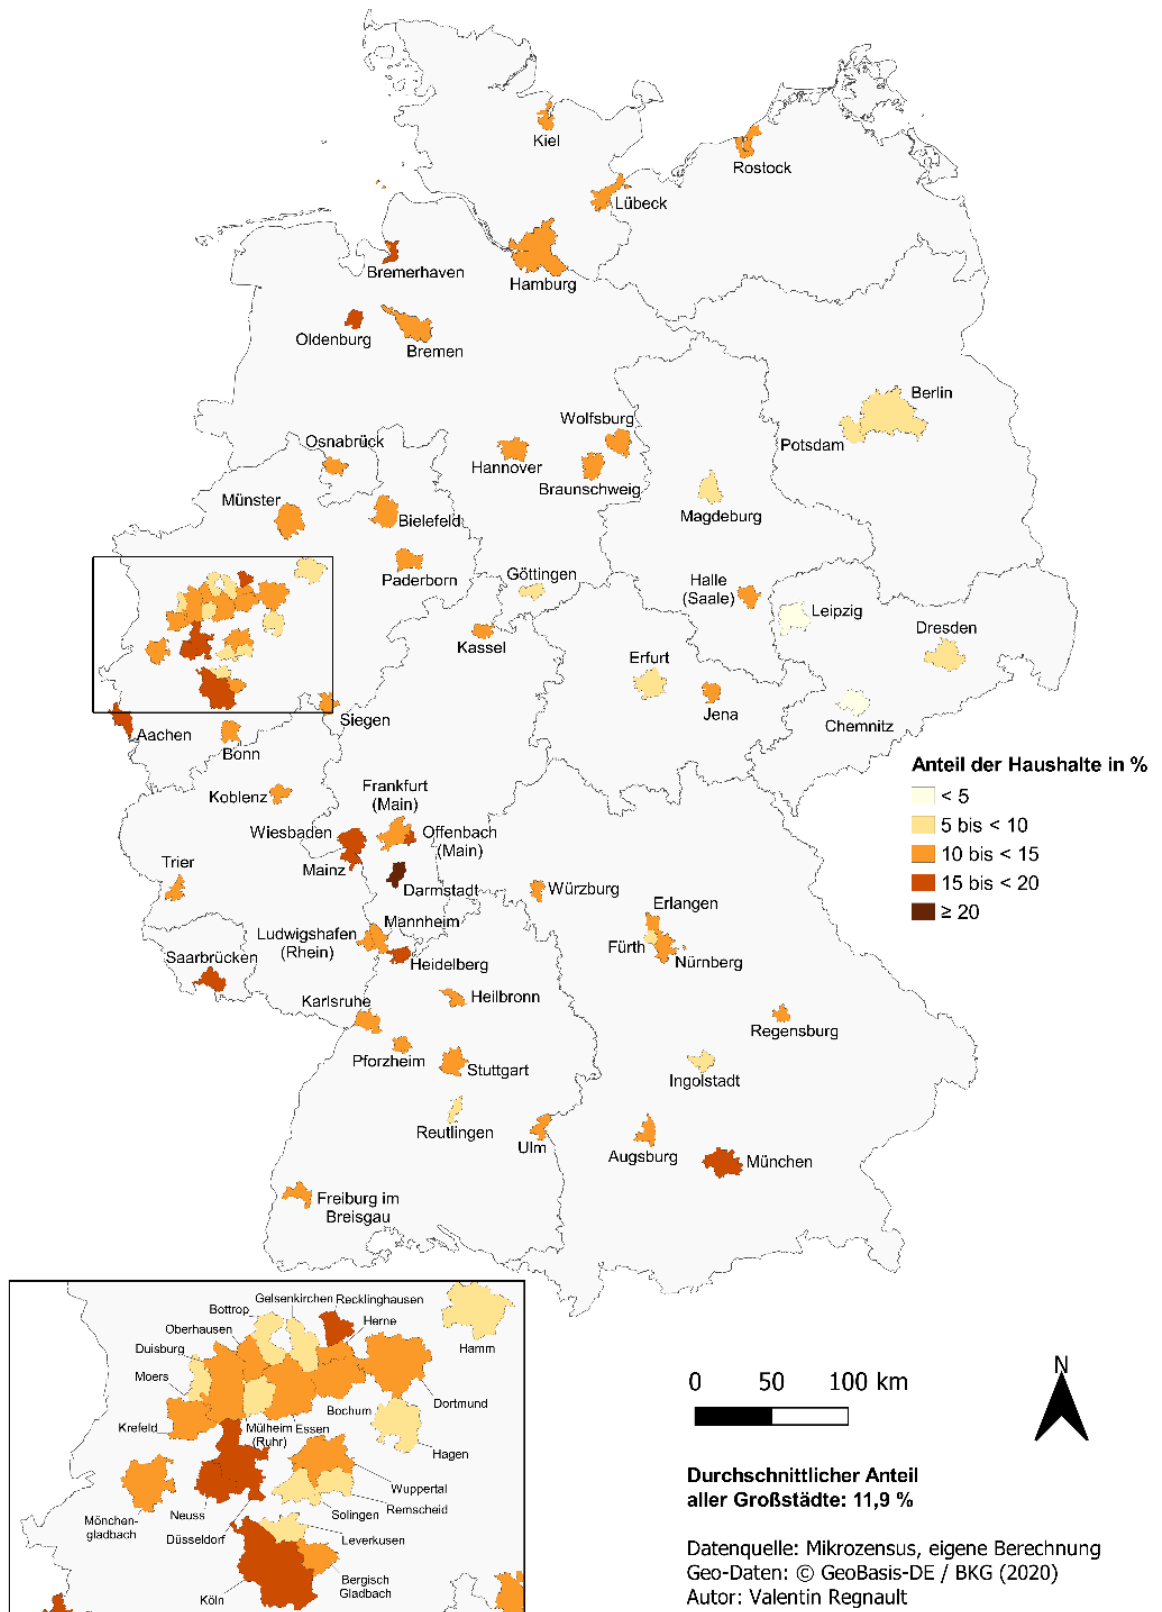 Kiel
Rostock
Lübeck
Bremerhaven
Hamburg
Oldenburg
Bremen
Berlin
Wolfsburg
Potsdam
Osnabrück
Hannover
Braunschweig
Münster
Bielefeld
Magdeburg
Paderborn
Göttingen
Halle
(Saale)
Leipzig
Dresden
Kassel
Erfurt
Jena
Chemnitz
Siegen
Aachen
Bonn
Koblenz
Frankfurt
(Main)
Wiesbaden
Offenbach
(Main)
Mainz
Trier
Darmstadt
Würzburg
Erlangen
Mannheim
Ludwigshafen
(Rhein)
Fürth
Nürnberg
Saarbrücken
Heidelberg
Karlsruhe
Heilbronn
Regensburg
Pforzheim
Stuttgart
Ingolstadt
Reutlingen
Ulm
Augsburg
München
Freiburg im
Breisgau
Anteil der Haushalte in %
< 5
5 bis < 10
10 bis < 15
15 bis < 20
≥ 20
Gelsenkirchen
Recklinghausen
Bottrop
Herne
Oberhausen
Duisburg
Hamm
Moers
Dortmund
Bochum
Krefeld
Mülheim
(Ruhr)
Essen
Hagen
Wuppertal
Remscheid
Neuss
Solingen
Mönchen-
gladbach
Düsseldorf
Leverkusen
Bergisch
Gladbach
Köln
0 50 100 km
N
Durchschnittlicher Anteil
aller Großstädte: 11,9 %
Datenquelle: Mikrozensus, eigene Berechnung
Geo-Daten: © GeoBasis-DE / BKG (2020)
Autor: Valentin Regnault